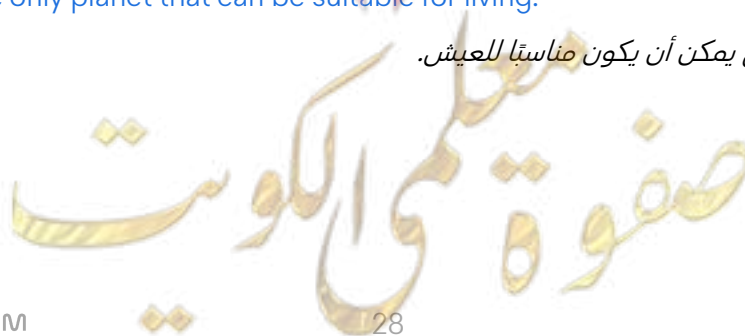 only planet that can be suitable for living.
يمكن أن يكون مناسبًا للعيش.
صفوة معلمي الكويت
28